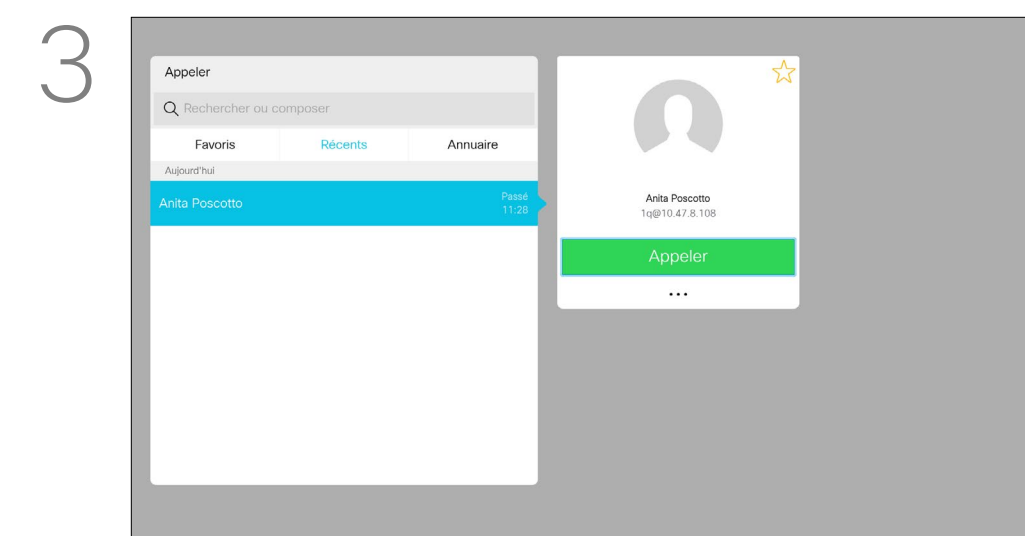 3
Appeler
Rechercher ou composer
Favoris Récents Annuaire
Aujourd'hui
Anita Poscotto Passé
11:28
Anita Poscotto
1q@10.47.8.108
Appeler
...